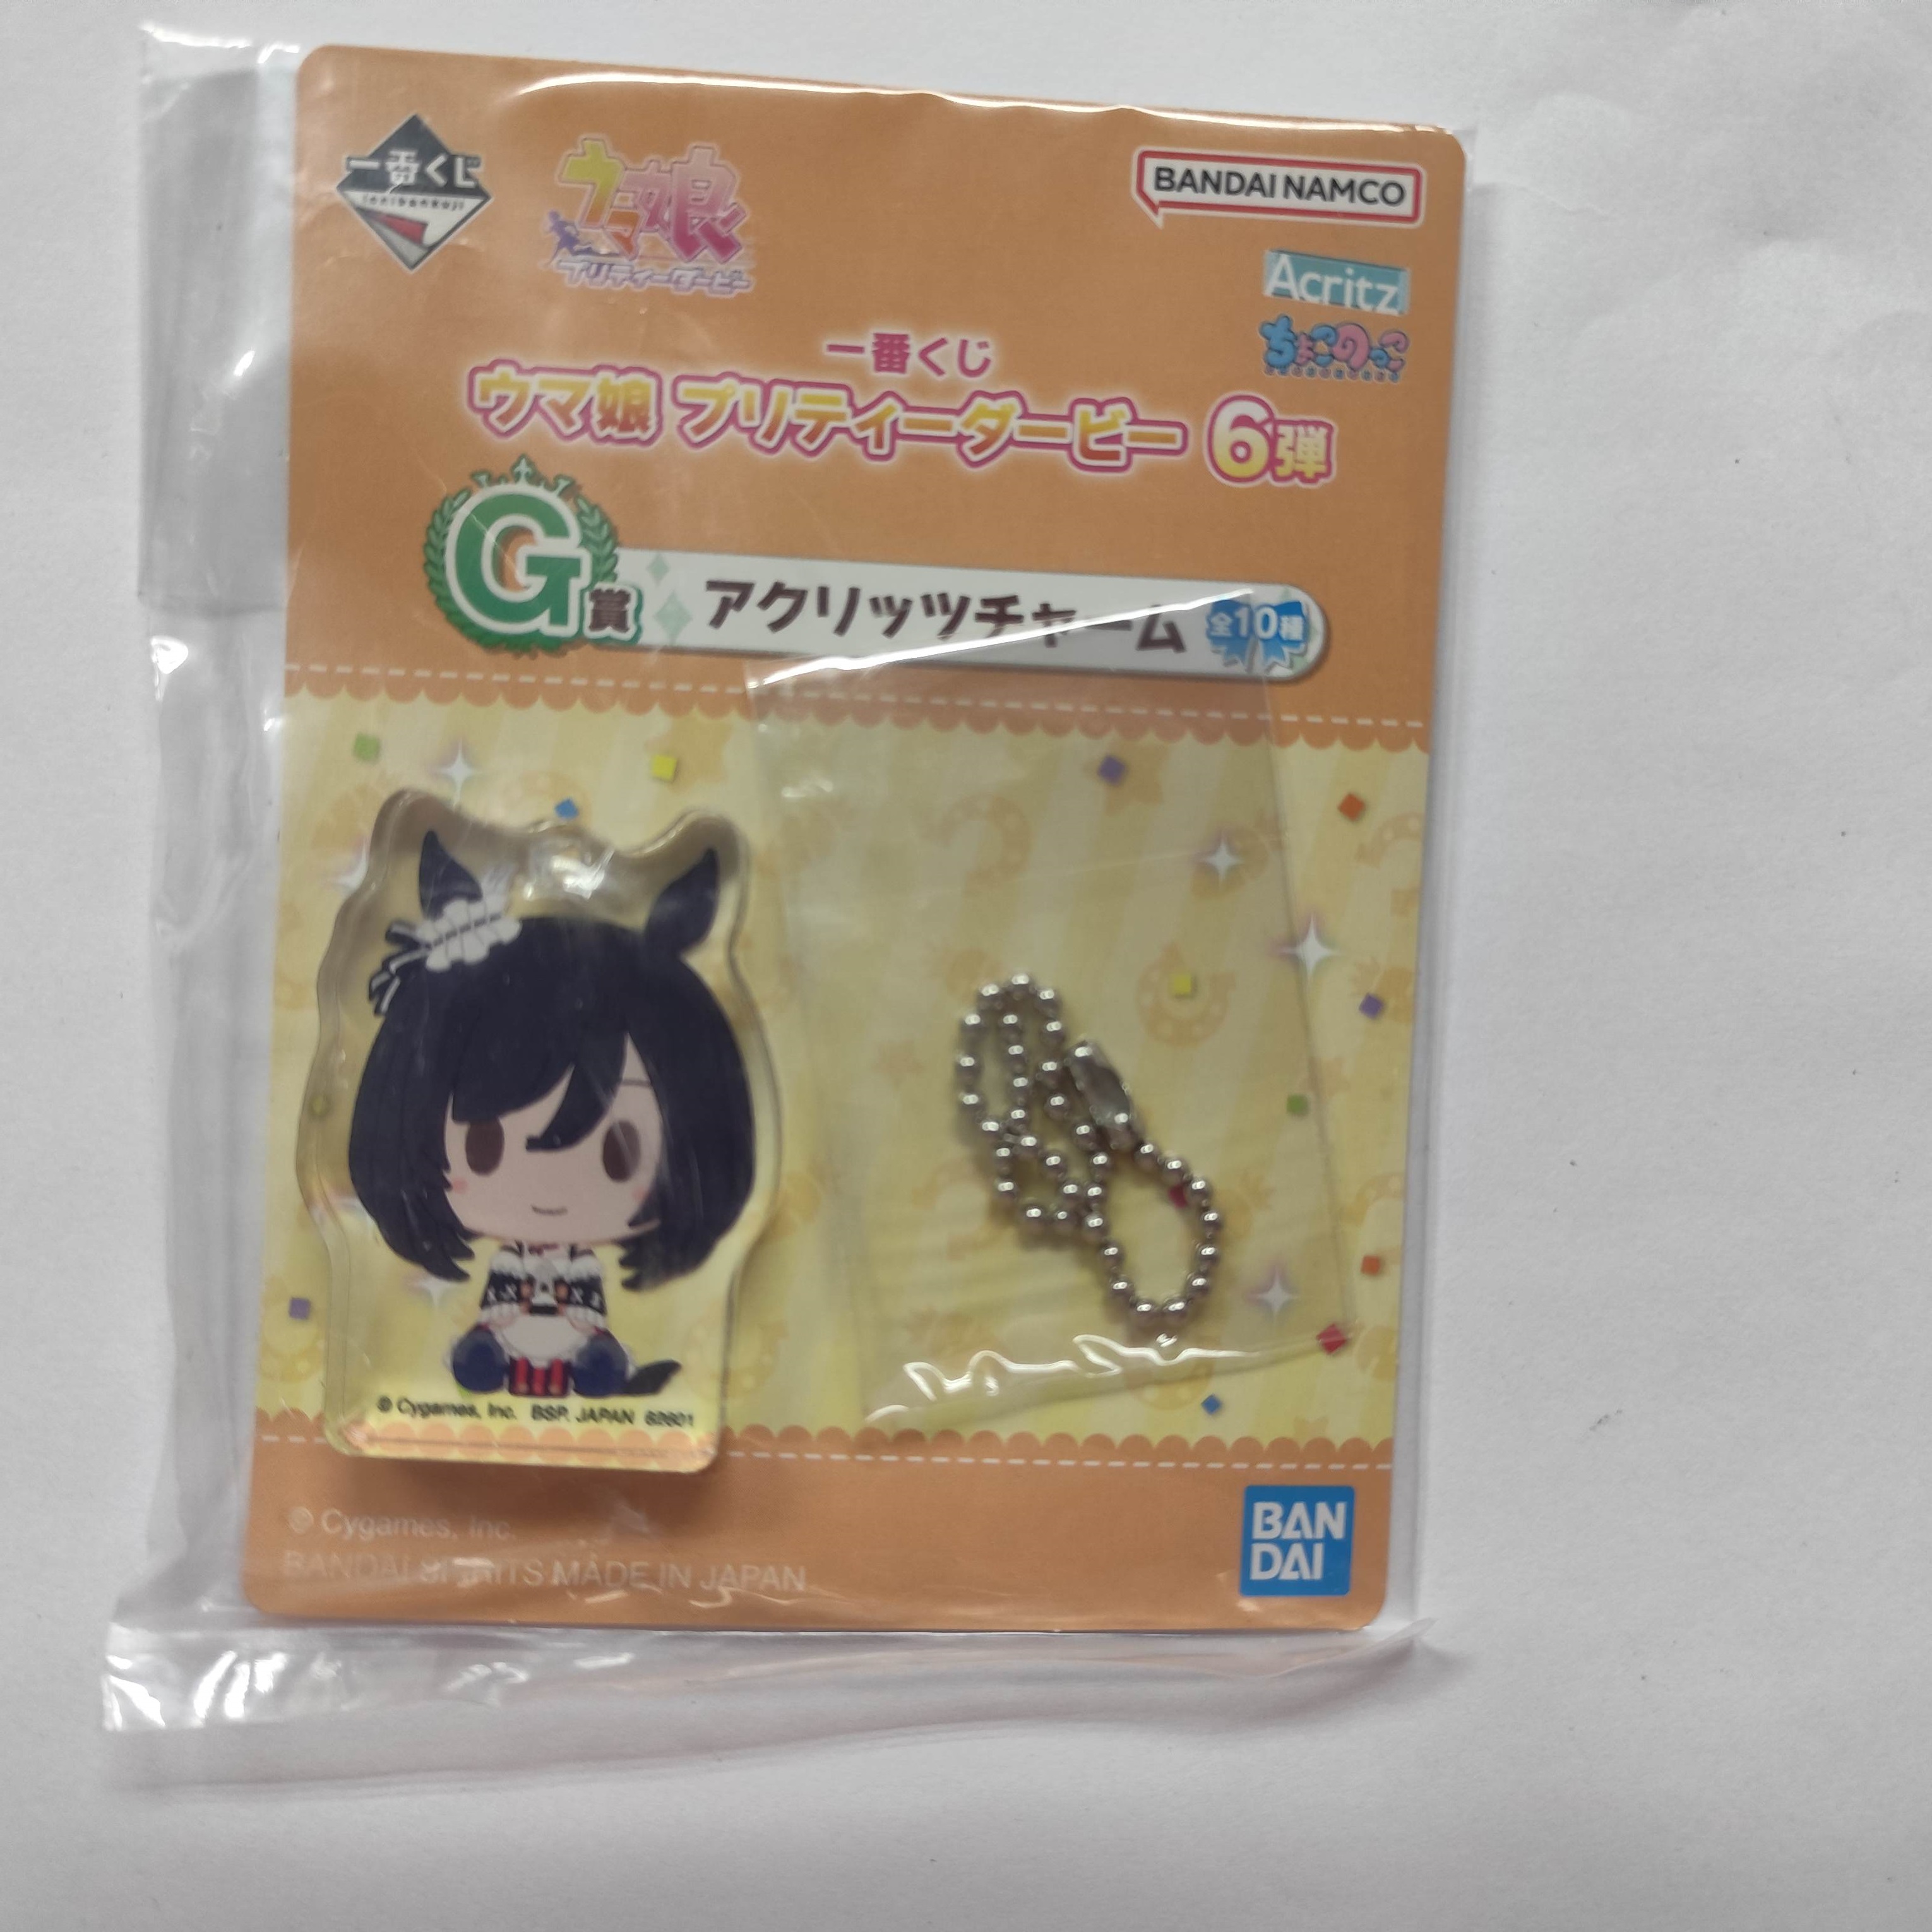 一番くじ
ichibankuji
ウマ娘
プリティーダービー
BANDAI NAMCO
Acritz
ちょこのっこ
一番くじ
ウマ娘 プリティーダービー 6弾
G賞 アクリッツチャーム 全10種
© Cygames, Inc. BSP. JAPAN 62601
© Cygames, Inc.
BANDAI SPIRITS MADE IN JAPAN
BAN
DAI